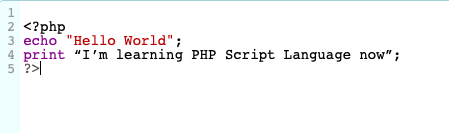 1
2 <?php
3 echo "Hello World";
4 print “I’m learning PHP Script Language now”;
5 ?>